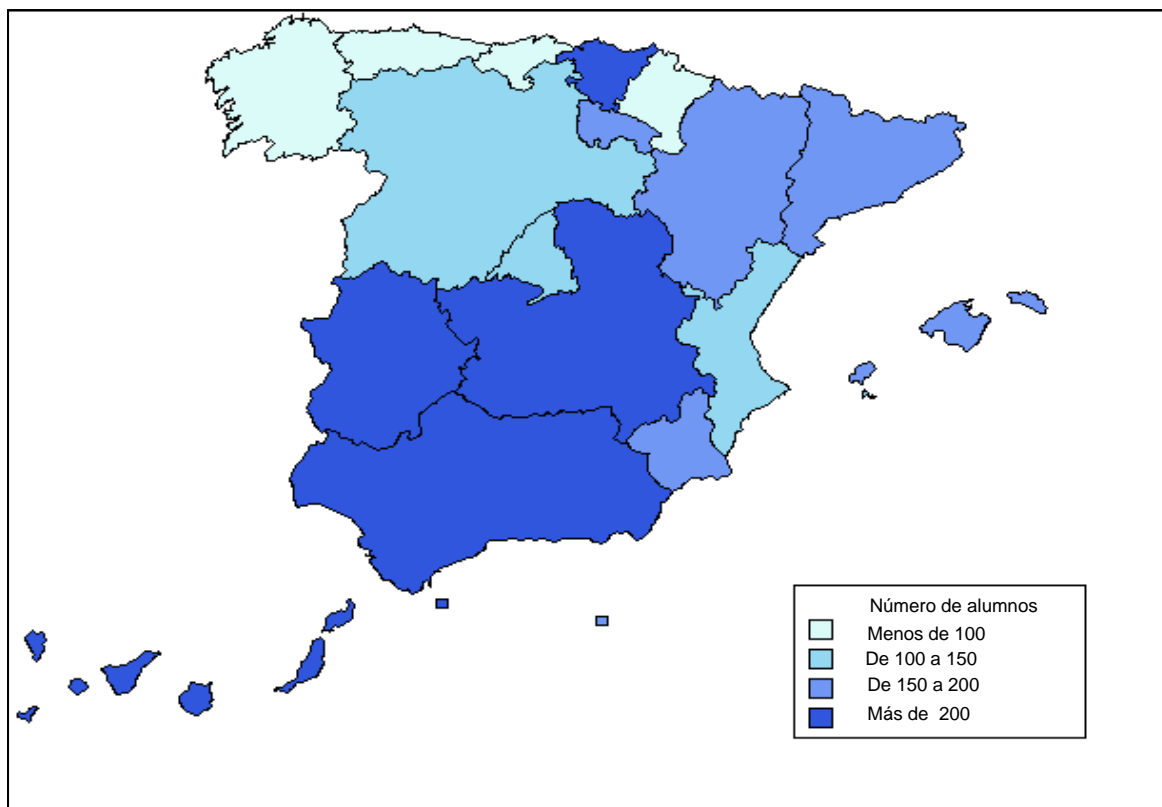 Número de alumnos
Menos de 100
De 100 a 150
De 150 a 200
Más de 200